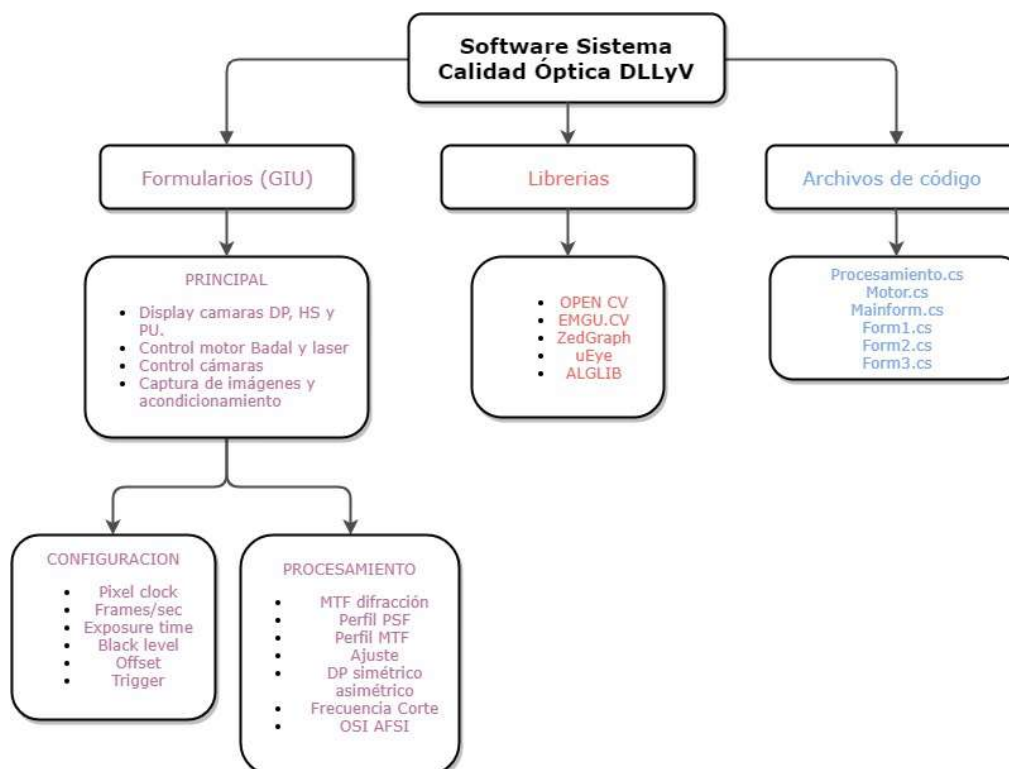 Software Sistema
Calidad Óptica DLLyV
Formularios (GIU)
Librerias
Archivos de código
PRINCIPAL
Display camaras DP, HS y
PU.
Control motor Badal y laser
Control cámaras
Captura de imágenes y
acondicionamiento
OPEN CV
EMGU.CV
ZedGraph
uEye
ALGLIB
Procesamiento.cs
Motor.cs
Mainform.cs
Form1.cs
Form2.cs
Form3.cs
CONFIGURACION
Pixel clock
Frames/sec
Exposure time
Black level
Offset
Trigger
PROCESAMIENTO
MTF difracción
Perfil PSF
Perfil MTF
Ajuste
DP simétrico
asimétrico
Frecuencia Corte
OSI AFSI